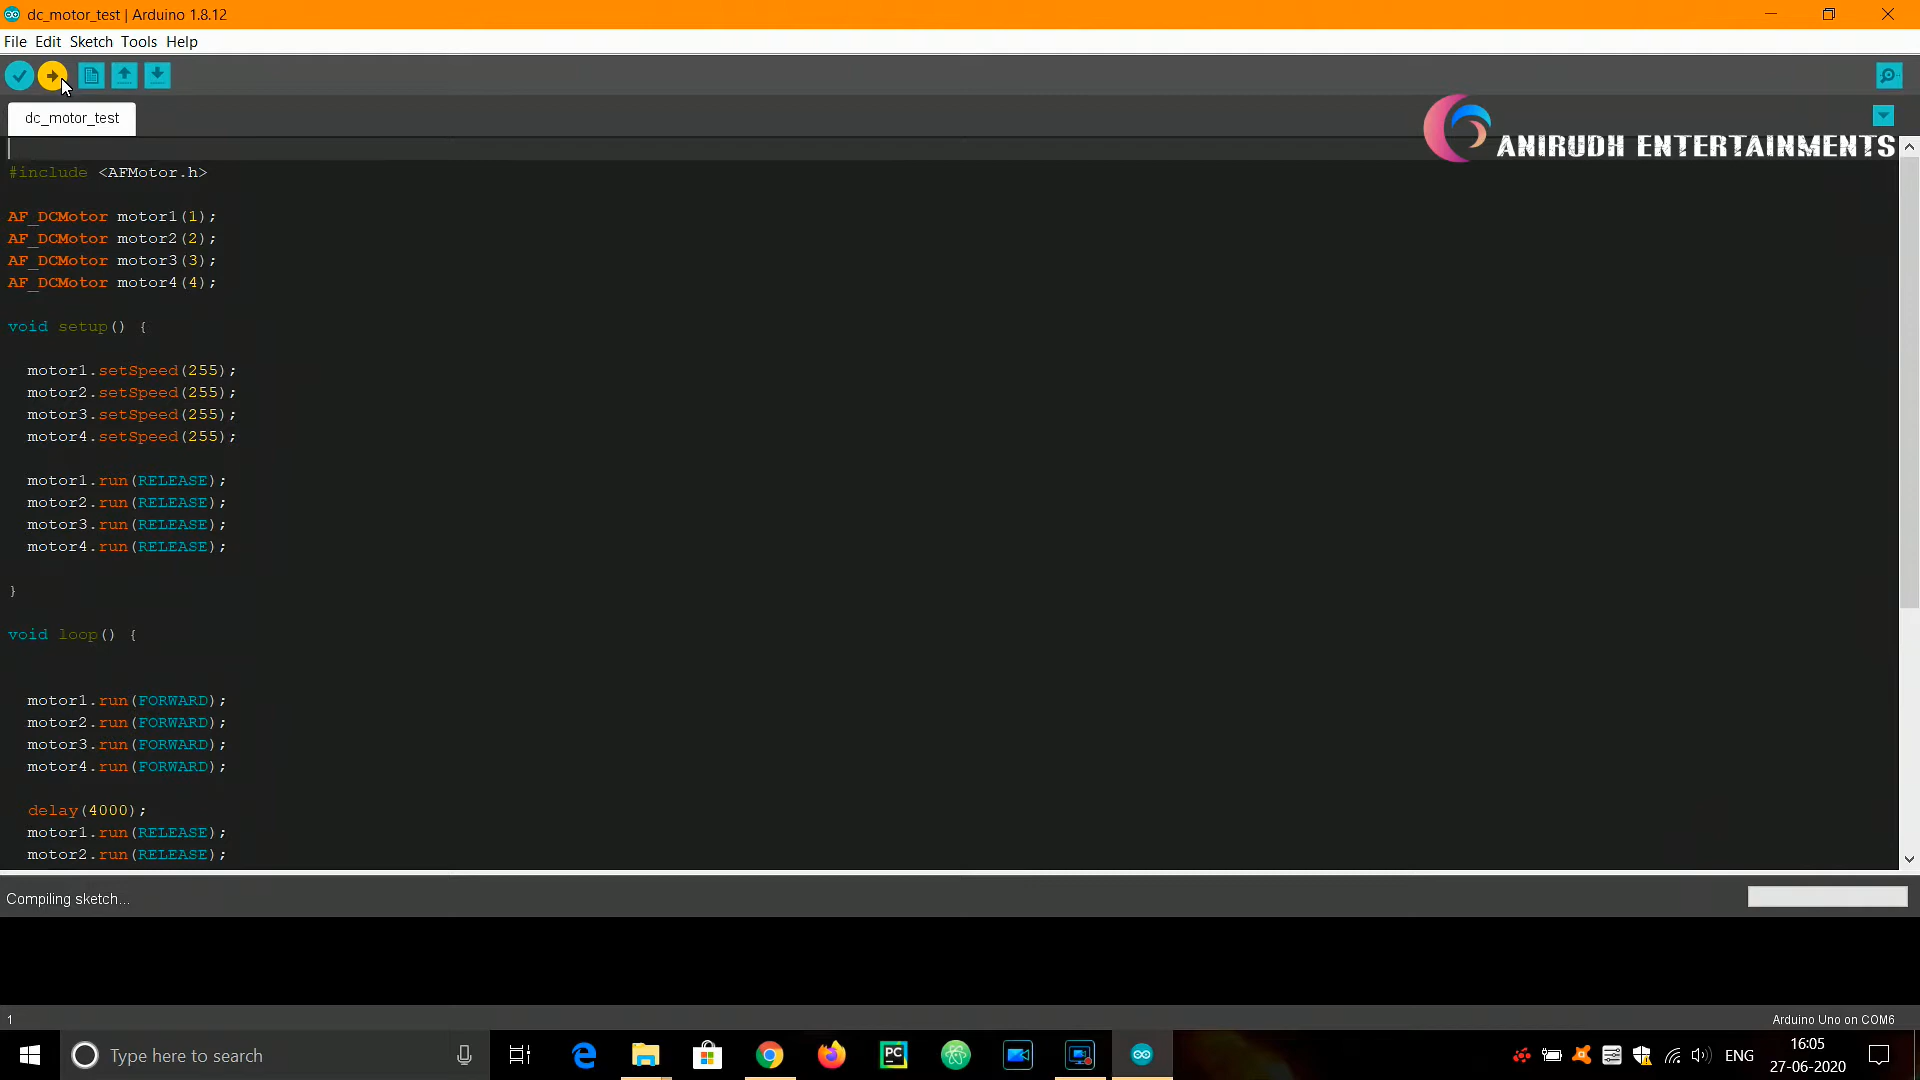 dc_motor_test | Arduino 1.8.12
File Edit Sketch Tools Help
dc_motor_test
ANIRUDH ENTERTAINMENTS
#include <AFMotor.h>
AF_DCMotor motor1(1);
AF_DCMotor motor2(2);
AF_DCMotor motor3(3);
AF_DCMotor motor4(4);
void setup() {
motor1.setSpeed(255);
motor2.setSpeed(255);
motor3.setSpeed(255);
motor4.setSpeed(255);
motor1.run(RELEASE);
motor2.run(RELEASE);
motor3.run(RELEASE);
motor4.run(RELEASE);
}
void loop() {
motor1.run(FORWARD);
motor2.run(FORWARD);
motor3.run(FORWARD);
motor4.run(FORWARD);
delay(4000);
motor1.run(RELEASE);
motor2.run(RELEASE);
Compiling sketch...
1
Arduino Uno on COM6
Type here to search
PC
ENG
16:05
27-06-2020